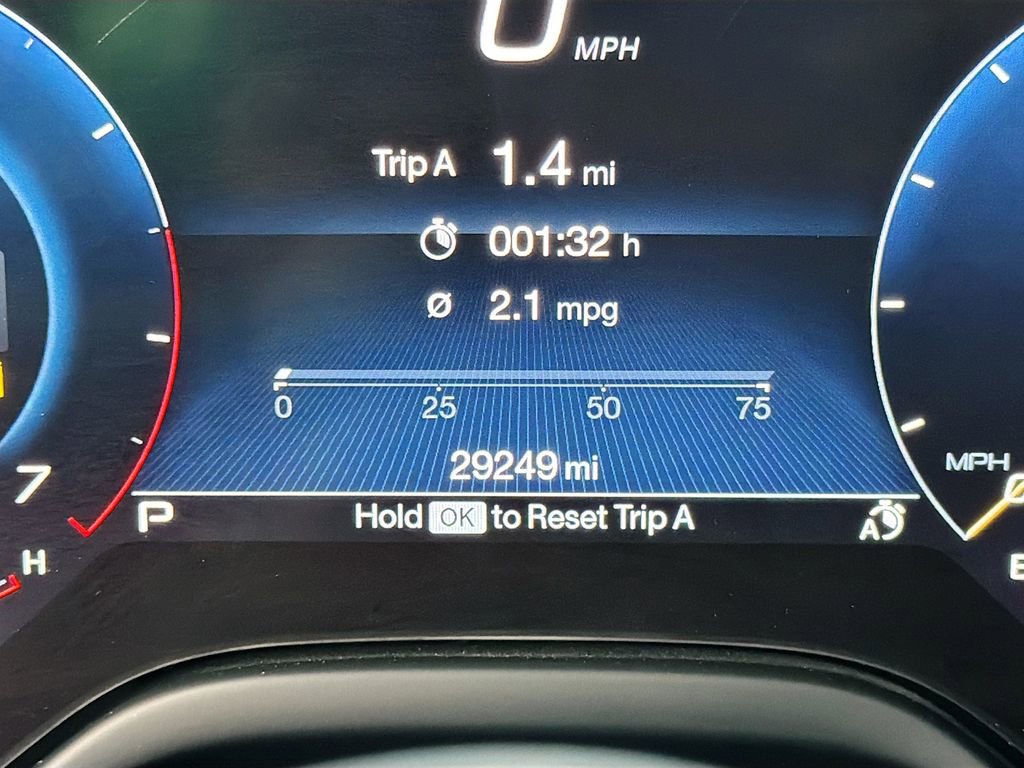 0 MPH
Trip A 1.4 mi
001:32 h
Ø 2.1 mpg
0 25 50 75
29249 mi
P Hold OK to Reset Trip A A
7
H
MPH